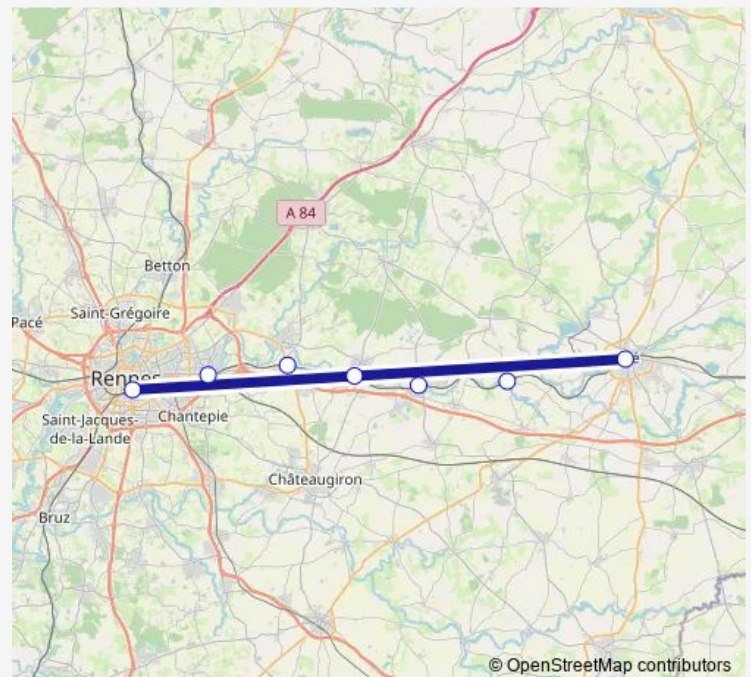 A 84
Betton
Saint-Grégoire
Pacé
Rennes
Saint-Jacques-
de-la-Lande
Chantepie
Châteaugiron
Bruz
© OpenStreetMap contributors